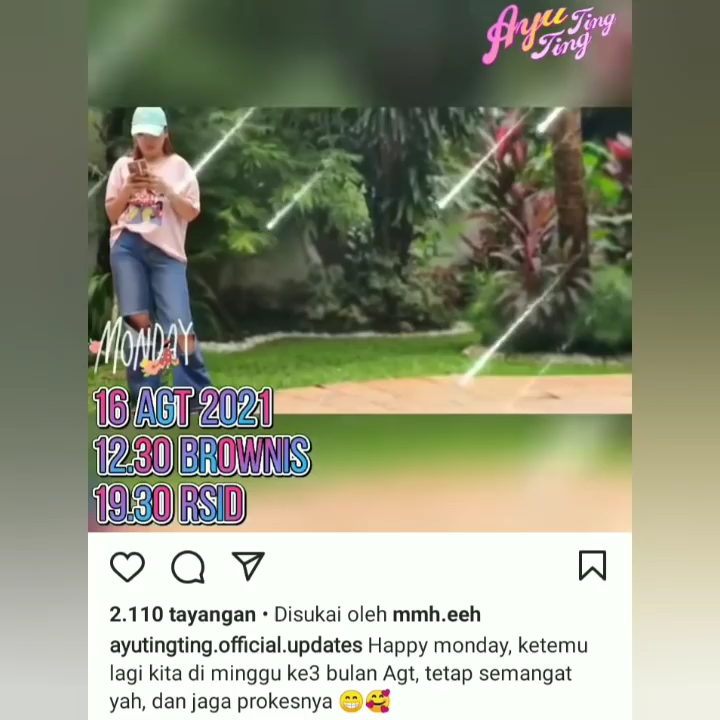 Ayu Ting
Ting
MONDAY
16 AGT 2021
12.30 BROWNIS
19.30 RSID
2.110 tayangan • Disukai oleh mmh.eeh
ayutingting.official.updates Happy monday, ketemu
lagi kita di minggu ke3 bulan Agt, tetap semangat
yah, dan jaga prokesnya 😁🥰